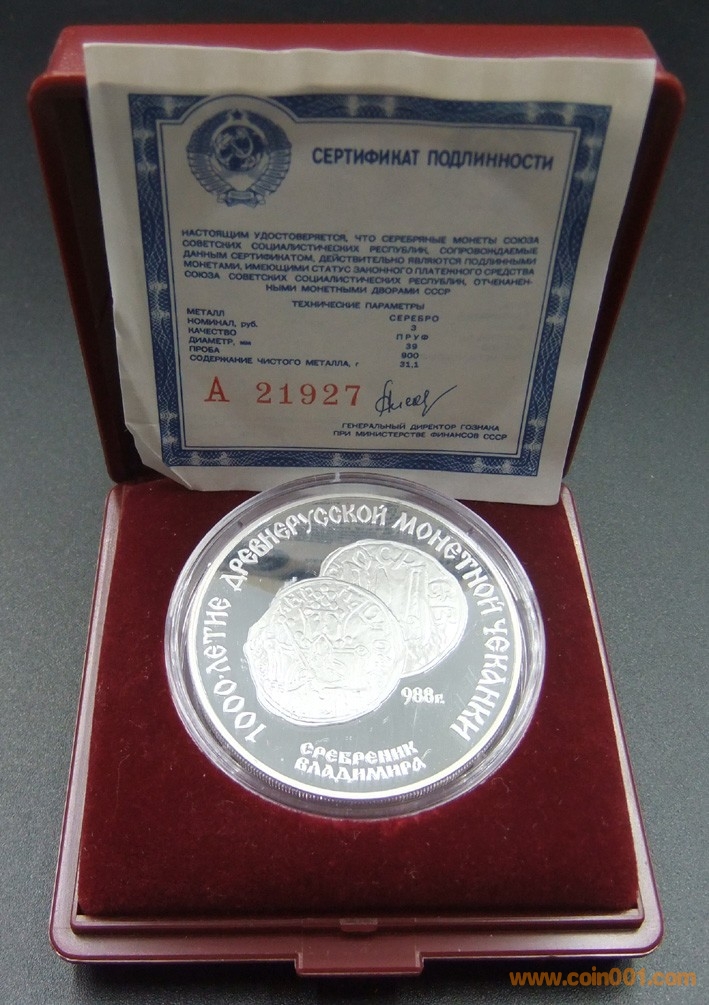 СЕРТИФИКАТ ПОДЛИННОСТИ
НАСТОЯЩИМ УДОСТОВЕРЯЕТСЯ, ЧТО СЕРЕБРЯНЫЕ МОНЕТЫ СОЮЗА
СОВЕТСКИХ СОЦИАЛИСТИЧЕСКИХ РЕСПУБЛИК, СОПРОВОЖДАЕМЫЕ
ДАННЫМ СЕРТИФИКАТОМ, ДЕЙСТВИТЕЛЬНО ЯВЛЯЮТСЯ ПОДЛИННЫМИ
МОНЕТАМИ, ИМЕЮЩИМИ СТАТУС ЗАКОННОГО ПЛАТЕЖНОГО СРЕДСТВА
СОЮЗА СОВЕТСКИХ СОЦИАЛИСТИЧЕСКИХ РЕСПУБЛИК, ОТЧЕКАНЕН-
НЫМИ МОНЕТНЫМИ ДВОРАМИ СССР
ТЕХНИЧЕСКИЕ ПАРАМЕТРЫ
МЕТАЛЛ СЕРЕБРО
НОМИНАЛ, руб. 3
КАЧЕСТВО ПРУФ
ДИАМЕТР, мм 39
ПРОБА 900
СОДЕРЖАНИЕ ЧИСТОГО МЕТАЛЛА, г 31,1
А 21927
ГЕНЕРАЛЬНЫЙ ДИРЕКТОР ГОЗНАКА
ПРИ МИНИСТЕРСТВЕ ФИНАНСОВ СССР
1000-ЛЕТИЕ ДРЕВНЕРУССКОЙ МОНЕТНОЙ ЧЕКАНКИ
988г.
СРЕБРЕНИК
ВЛАДИМИРА
www.coin001.com